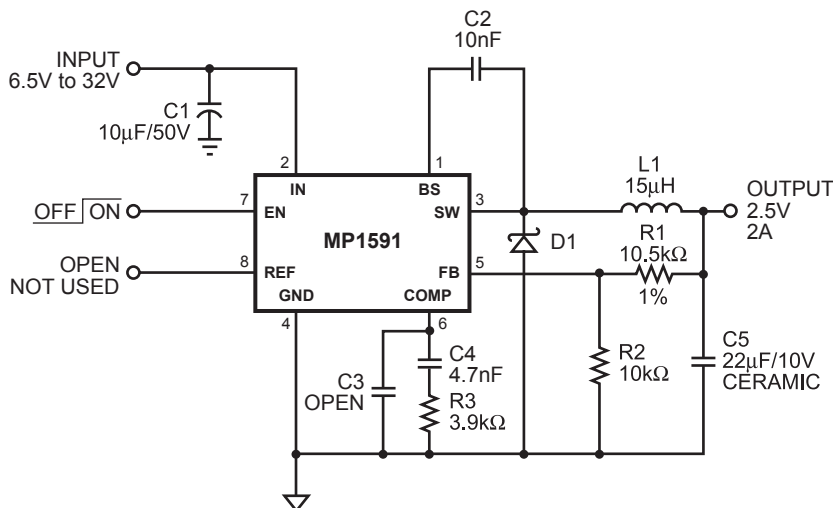 C2
10nF
INPUT
6.5V to 32V
C1
10μF/50V
2
1
IN
BS
L1
15μH
OFF ON
7
EN
SW
3
OUTPUT
2.5V
2A
MP1591
D1
R1
10.5kΩ
1%
OPEN
NOT USED
8
REF
FB
5
GND
COMP
4
6
C3
OPEN
C4
4.7nF
R3
3.9kΩ
R2
10kΩ
C5
22μF/10V
CERAMIC